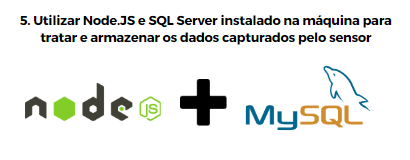 5. Utilizar Node.JS e SQL Server instalado na máquina para
tratar e armazenar os dados capturados pelo sensor
node JS
MySQL